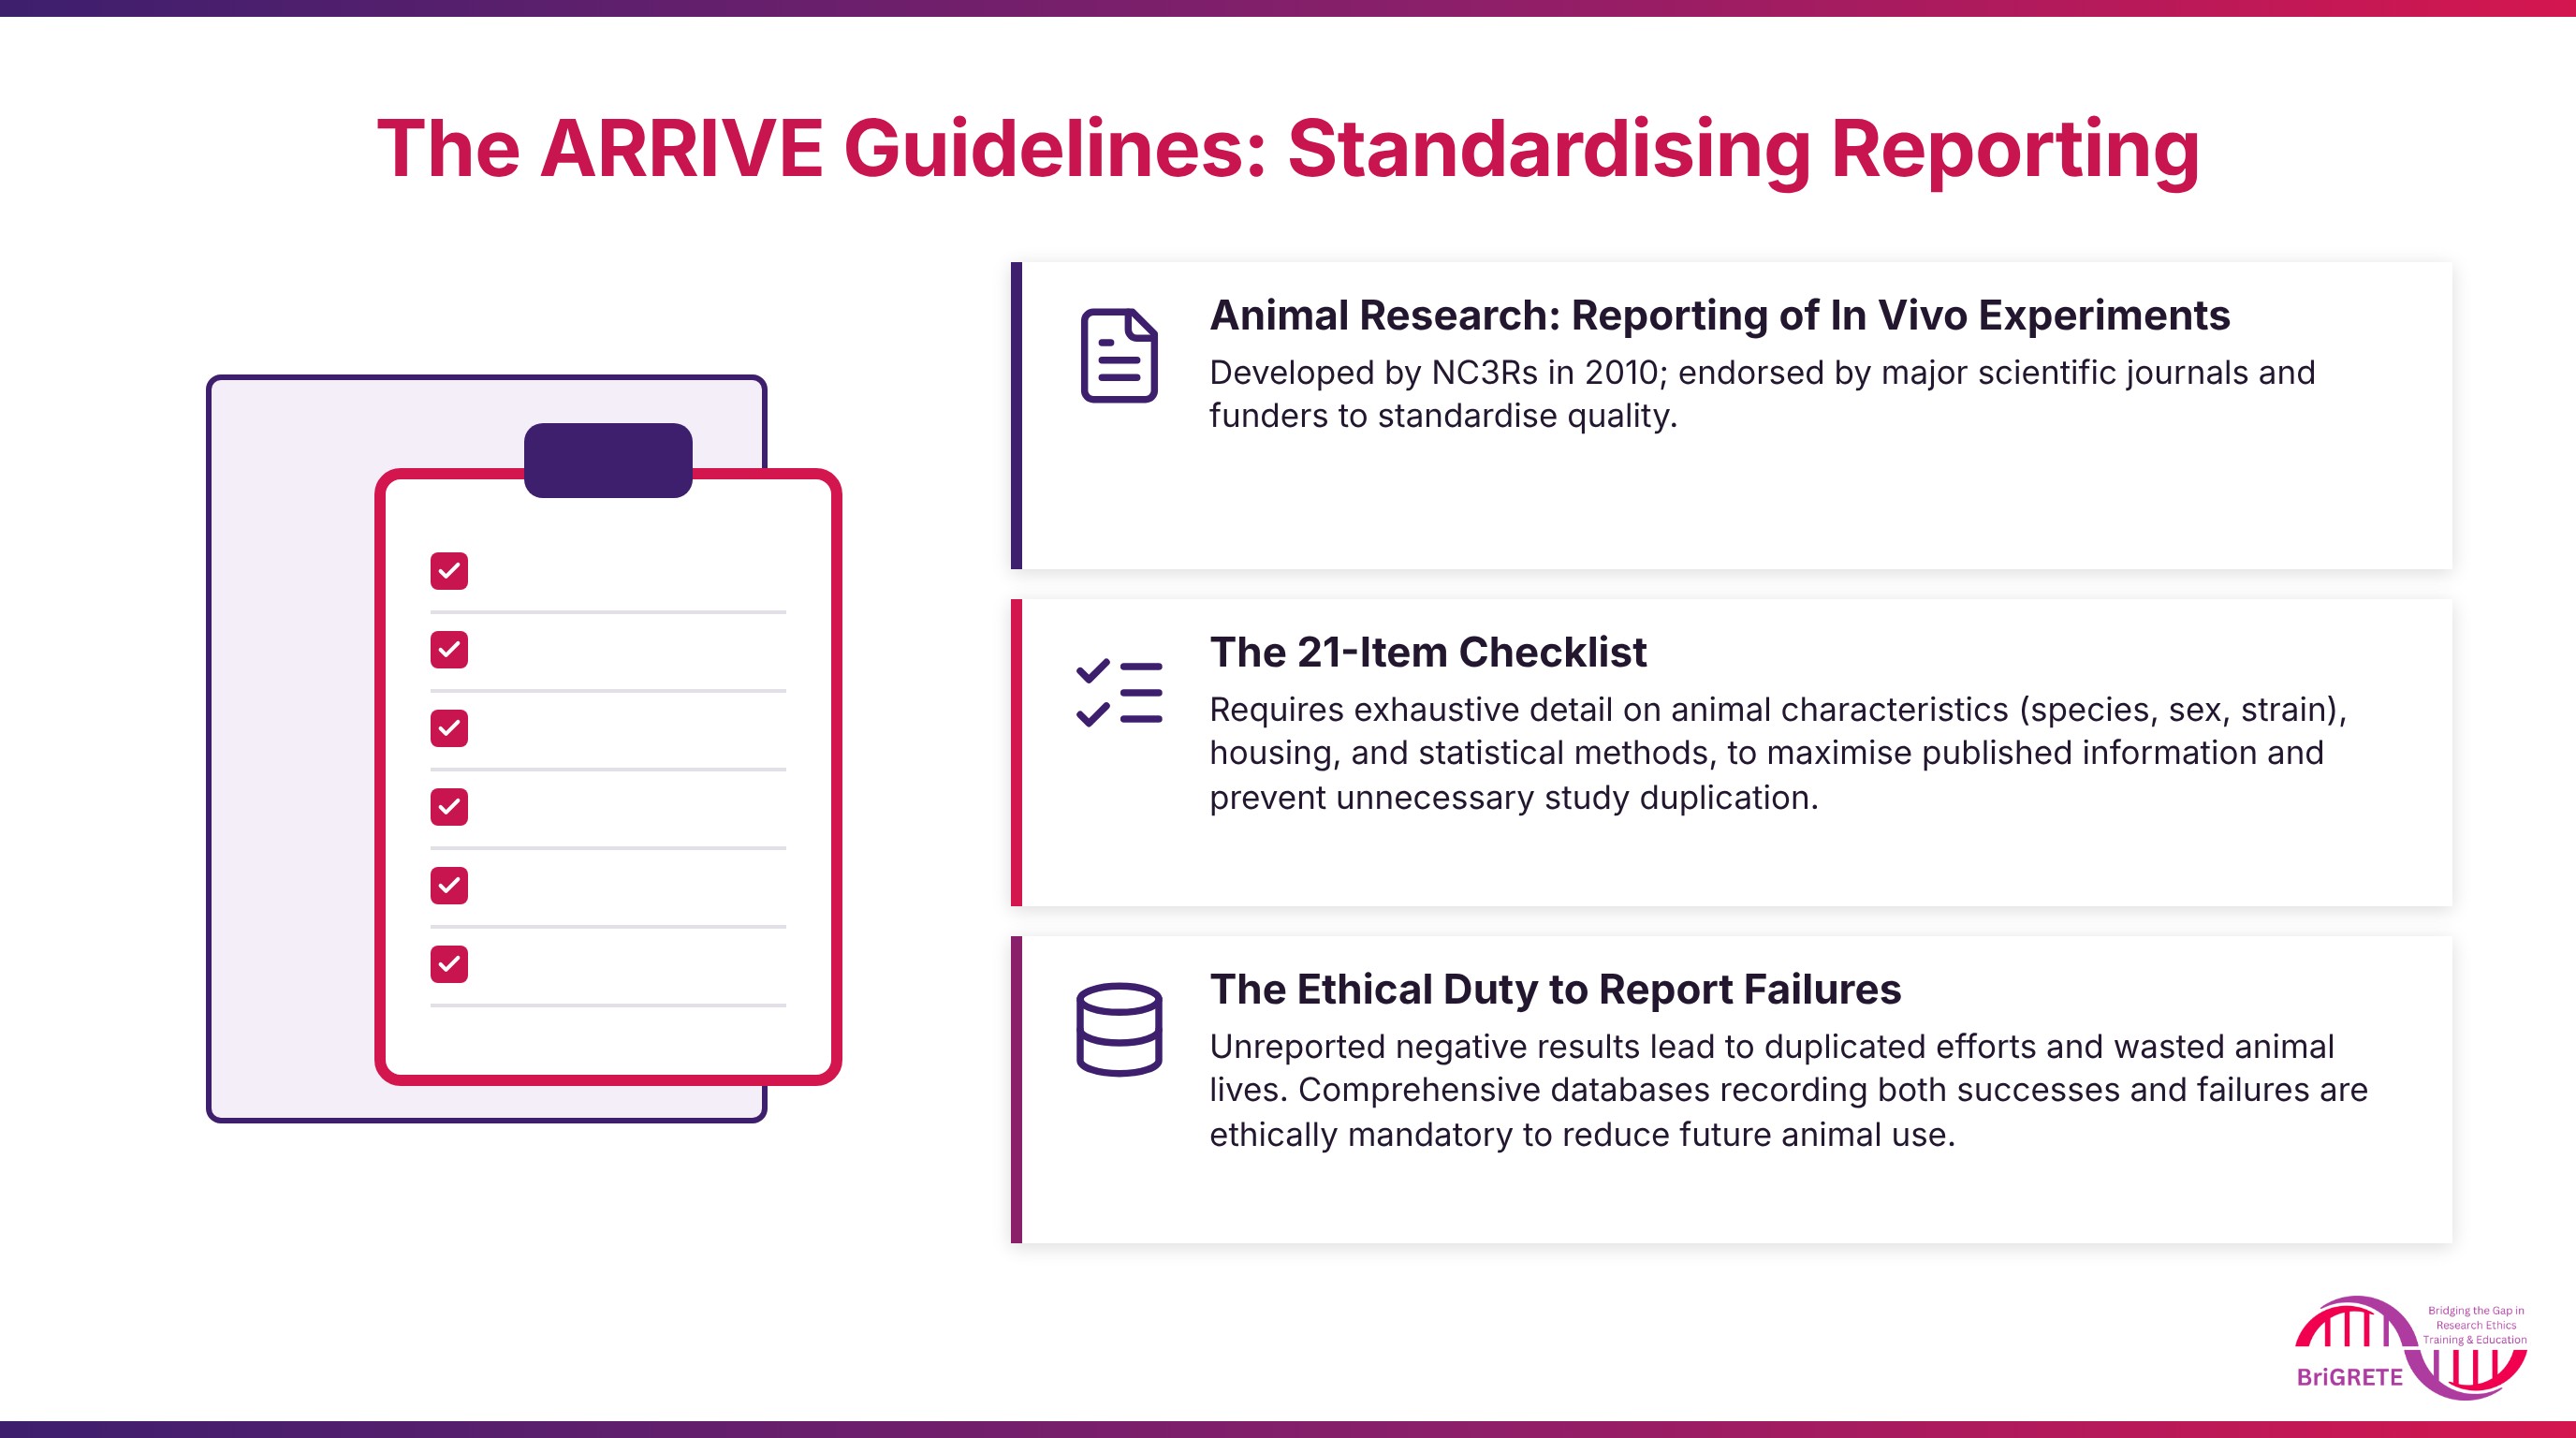 The ARRIVE Guidelines: Standardising Reporting
Animal Research: Reporting of In Vivo Experiments
Developed by NC3Rs in 2010; endorsed by major scientific journals and
funders to standardise quality.
The 21-Item Checklist
Requires exhaustive detail on animal characteristics (species, sex, strain),
housing, and statistical methods, to maximise published information and
prevent unnecessary study duplication.
The Ethical Duty to Report Failures
Unreported negative results lead to duplicated efforts and wasted animal
lives. Comprehensive databases recording both successes and failures are
ethically mandatory to reduce future animal use.
Bridging the Gap in
Research Ethics
Training & Education
BriGRETE